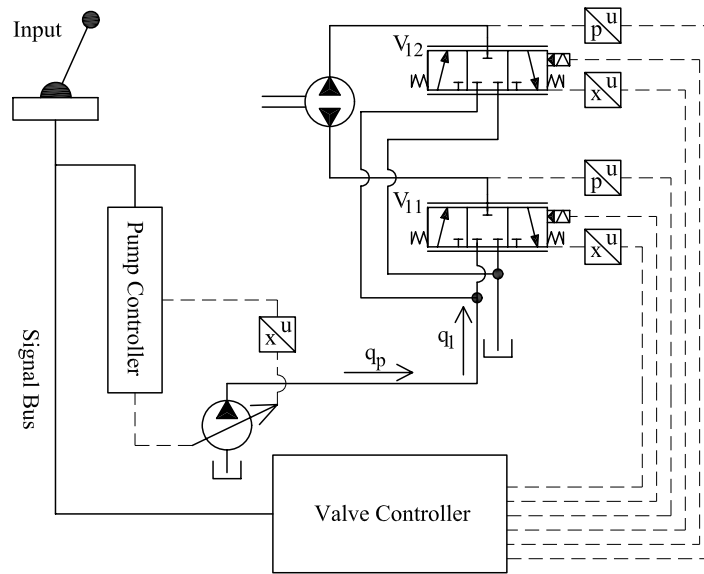 Input
V12
p u
x u
V11
p u
x u
Pump Controller
x u
Signal Bus
qp
ql
Valve Controller